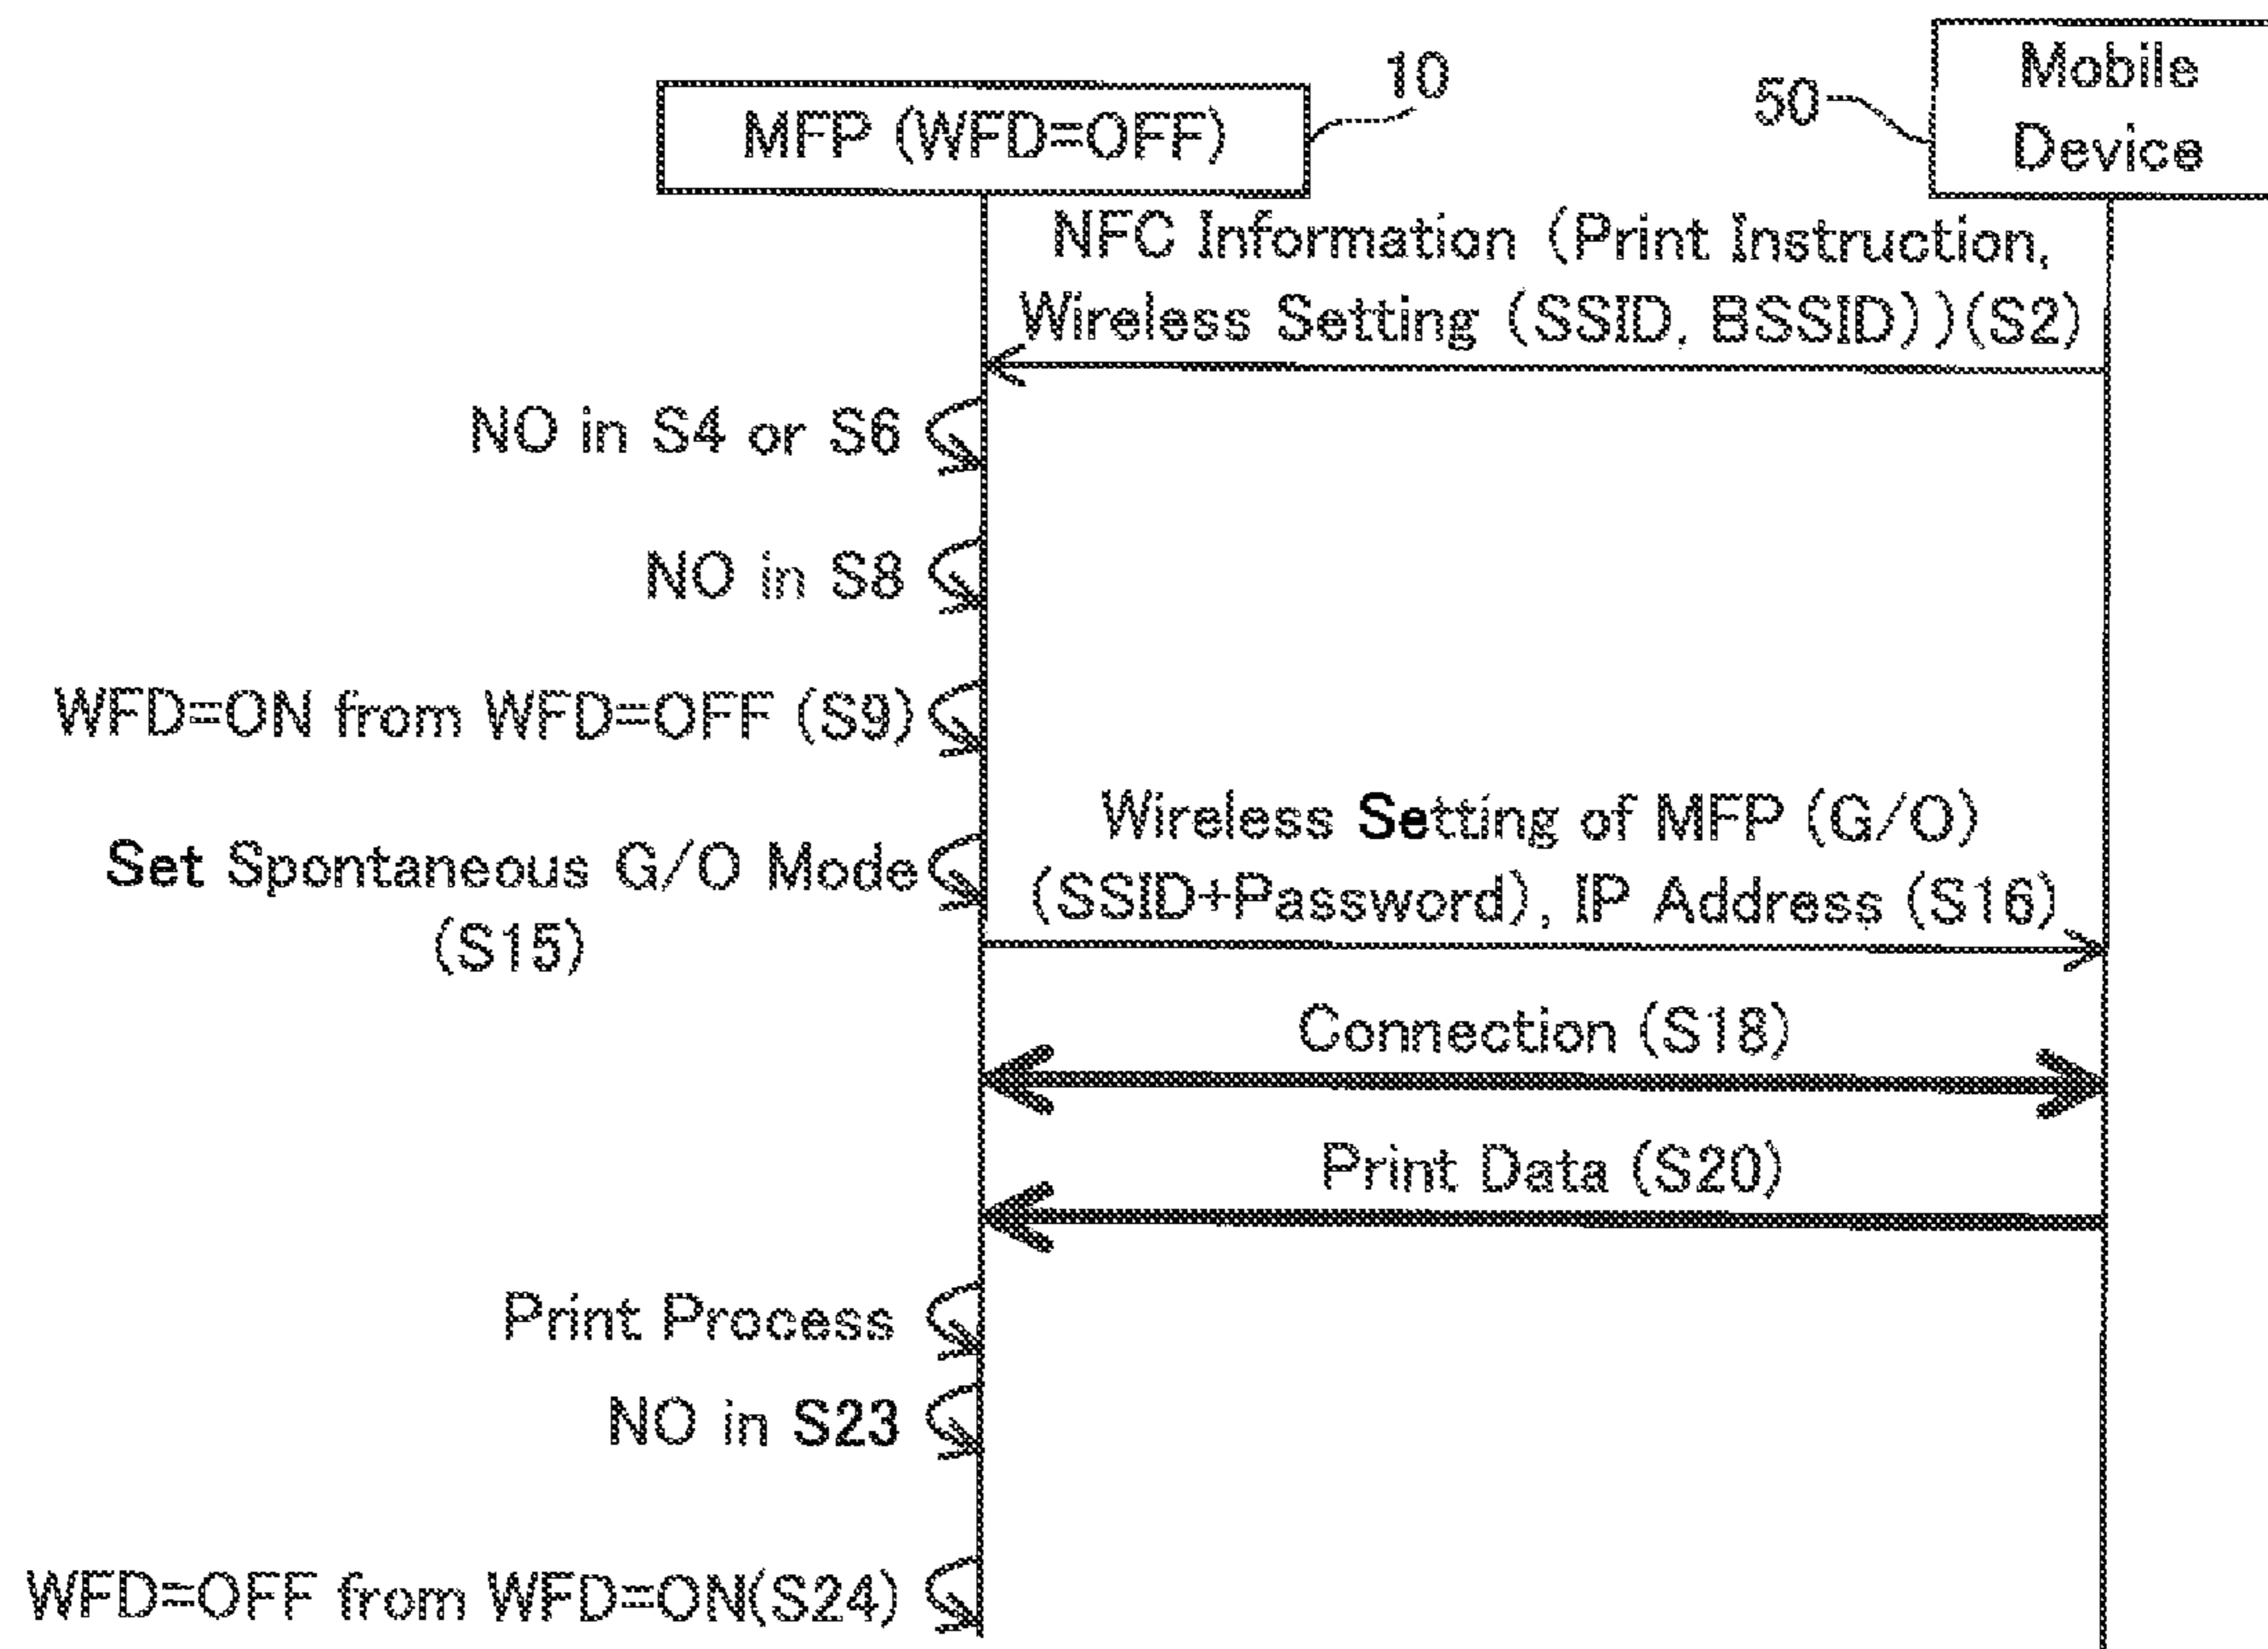 10
MFP (WFD=OFF)
50
Mobile
Device
NFC Information (Print Instruction,
Wireless Setting (SSID, BSSID))(S2)
NO in S4 or S6
NO in S8
WFD=ON from WFD=OFF (S9)
Set Spontaneous G/O Mode
(S15)
Wireless Setting of MFP (G/O)
(SSID+Password), IP Address (S16)
Connection (S18)
Print Data (S20)
Print Process
NO in S23
WFD=OFF from WFD=ON(S24)